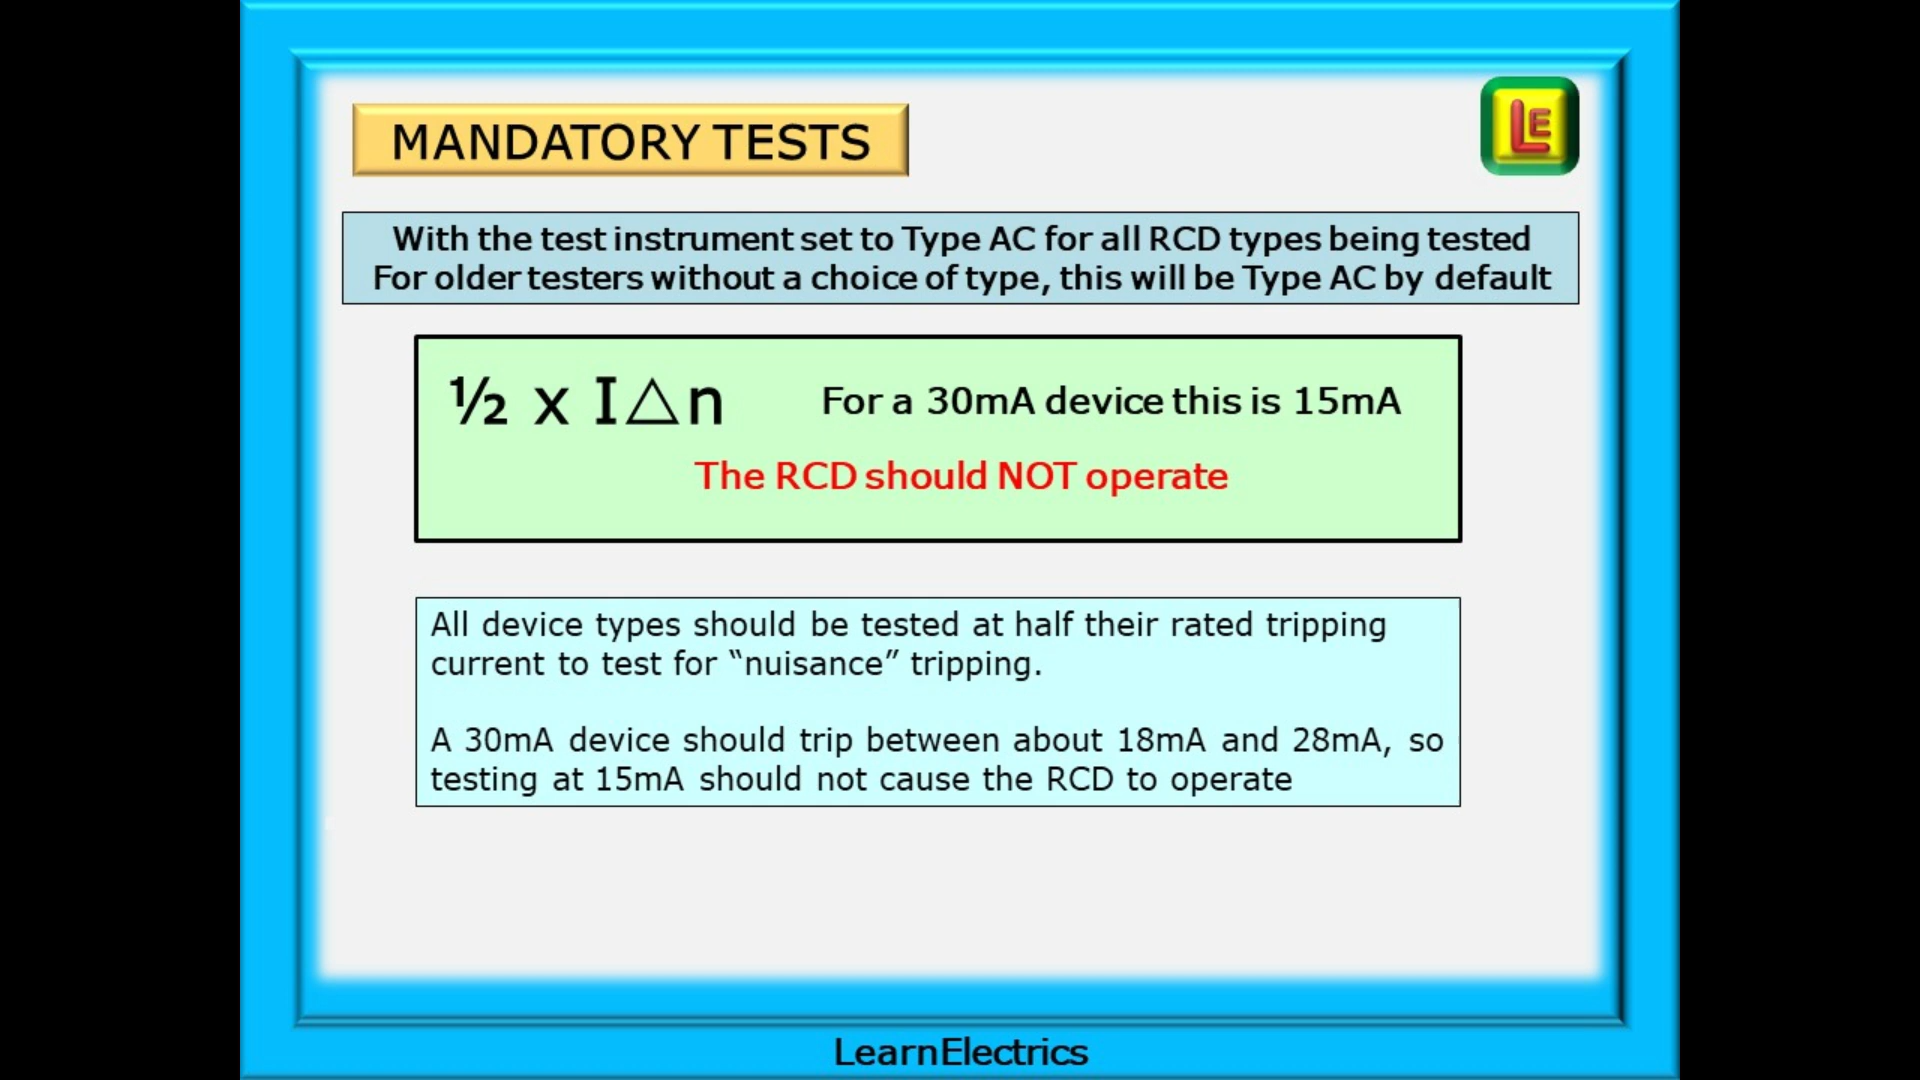 MANDATORY TESTS
LE
With the test instrument set to Type AC for all RCD types being tested
For older testers without a choice of type, this will be Type AC by default
½ x I△n For a 30mA device this is 15mA
The RCD should NOT operate
All device types should be tested at half their rated tripping
current to test for “nuisance” tripping.
A 30mA device should trip between about 18mA and 28mA, so
testing at 15mA should not cause the RCD to operate
LearnElectrics